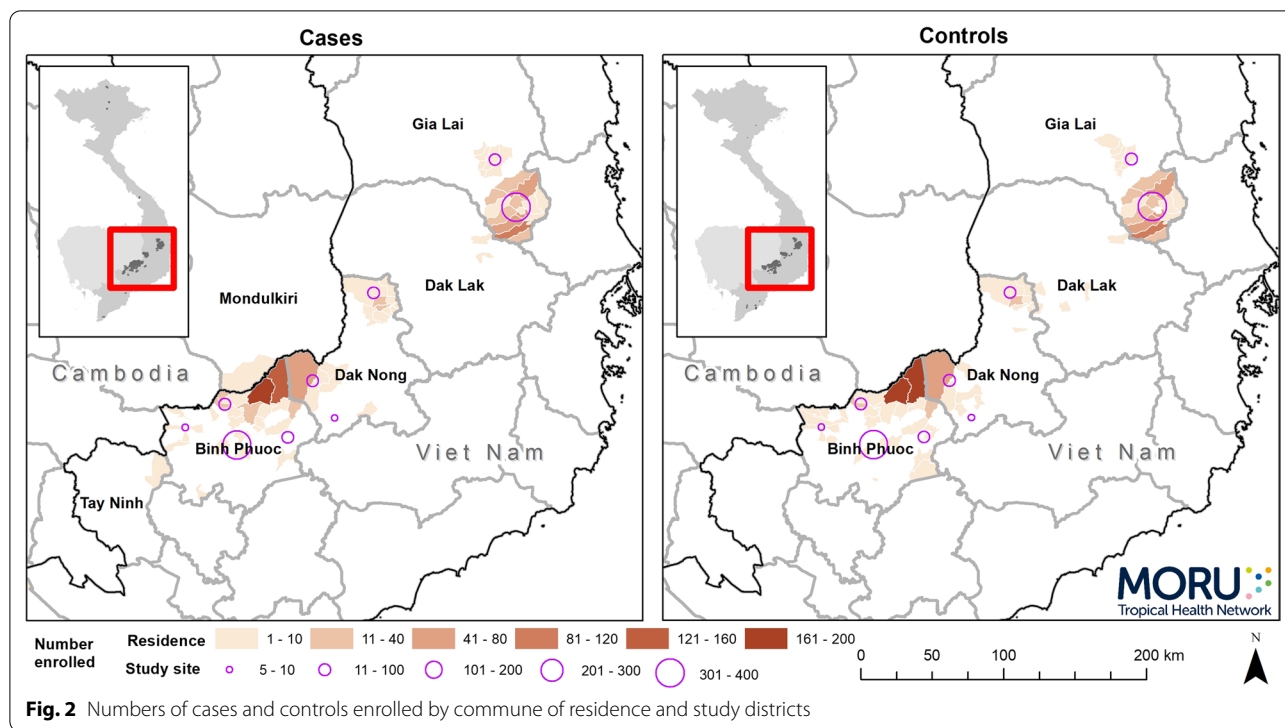 Cases
Controls
Gia Lai
Dak Lak
Mondulkiri
Cambodia
Dak Nong
Binh Phuoc
Viet Nam
Tay Ninh
Gia Lai
Dak Lak
Mondulkiri
Cambodia
Dak Nong
Binh Phuoc
Viet Nam
Tay Ninh
MORU
Tropical Health Network
Number enrolled
Residence 1 - 10 11 - 40 41 - 80 81 - 120 121 - 160 161 - 200
Study site 5 - 10 11 - 100 101 - 200 201 - 300 301 - 400
0 50 100 200 km
N
Fig. 2 Numbers of cases and controls enrolled by commune of residence and study districts